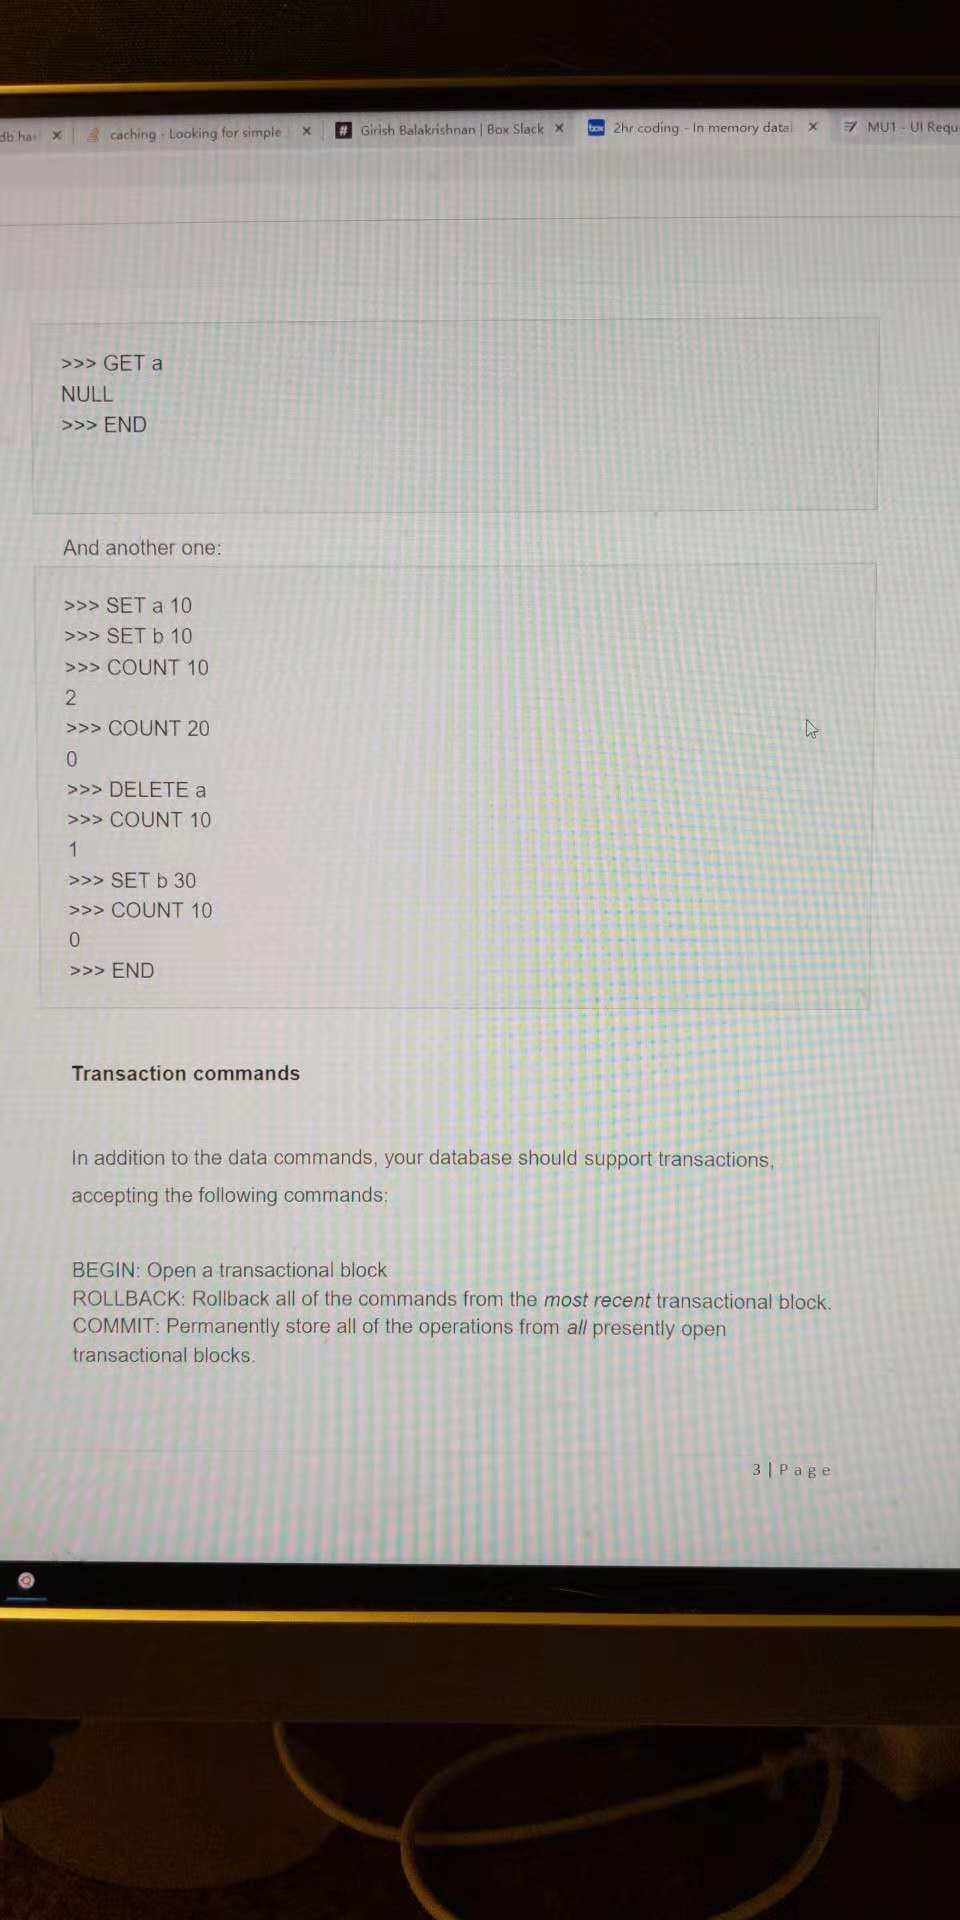 db has
caching - Looking for simple
# Girish Balakrishnan | Box Slack
box 2hr coding - In memory data
MU1 - UI Requ
>>> GET a
NULL
>>> END
And another one:
>>> SET a 10
>>> SET b 10
>>> COUNT 10
2
>>> COUNT 20
0
>>> DELETE a
>>> COUNT 10
1
>>> SET b 30
>>> COUNT 10
0
>>> END
Transaction commands
In addition to the data commands, your database should support transactions,
accepting the following commands:
BEGIN: Open a transactional block
ROLLBACK: Rollback all of the commands from the most recent transactional block.
COMMIT: Permanently store all of the operations from all presently open
transactional blocks.
3 | Page